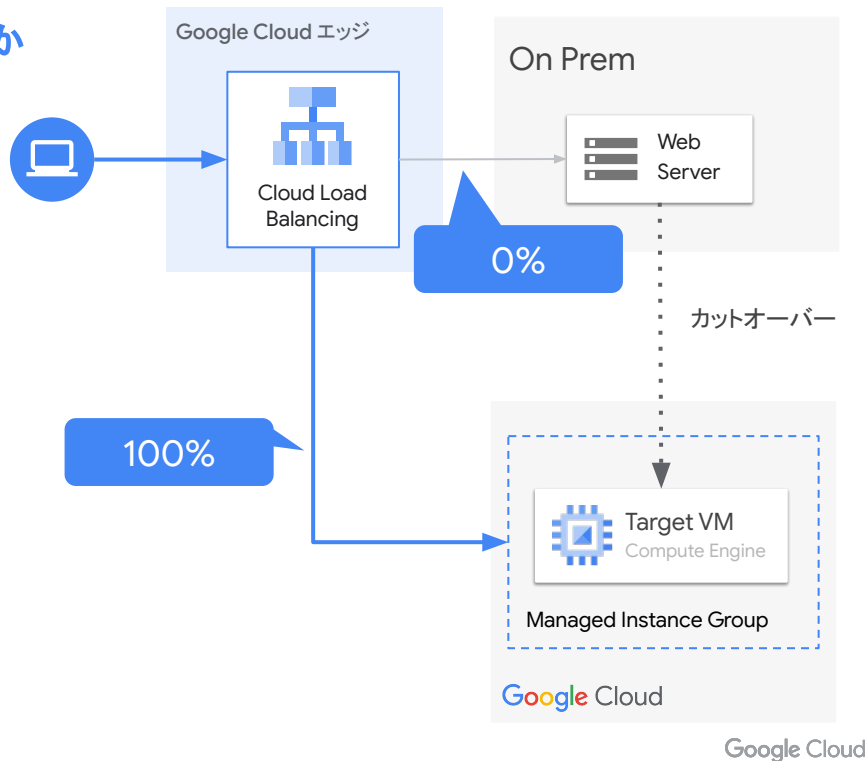 か
Google Cloud エッジ
Cloud Load
Balancing
On Prem
Web
Server
0%
カットオーバー
100%
Target VM
Compute Engine
Managed Instance Group
Google Cloud
Google Cloud